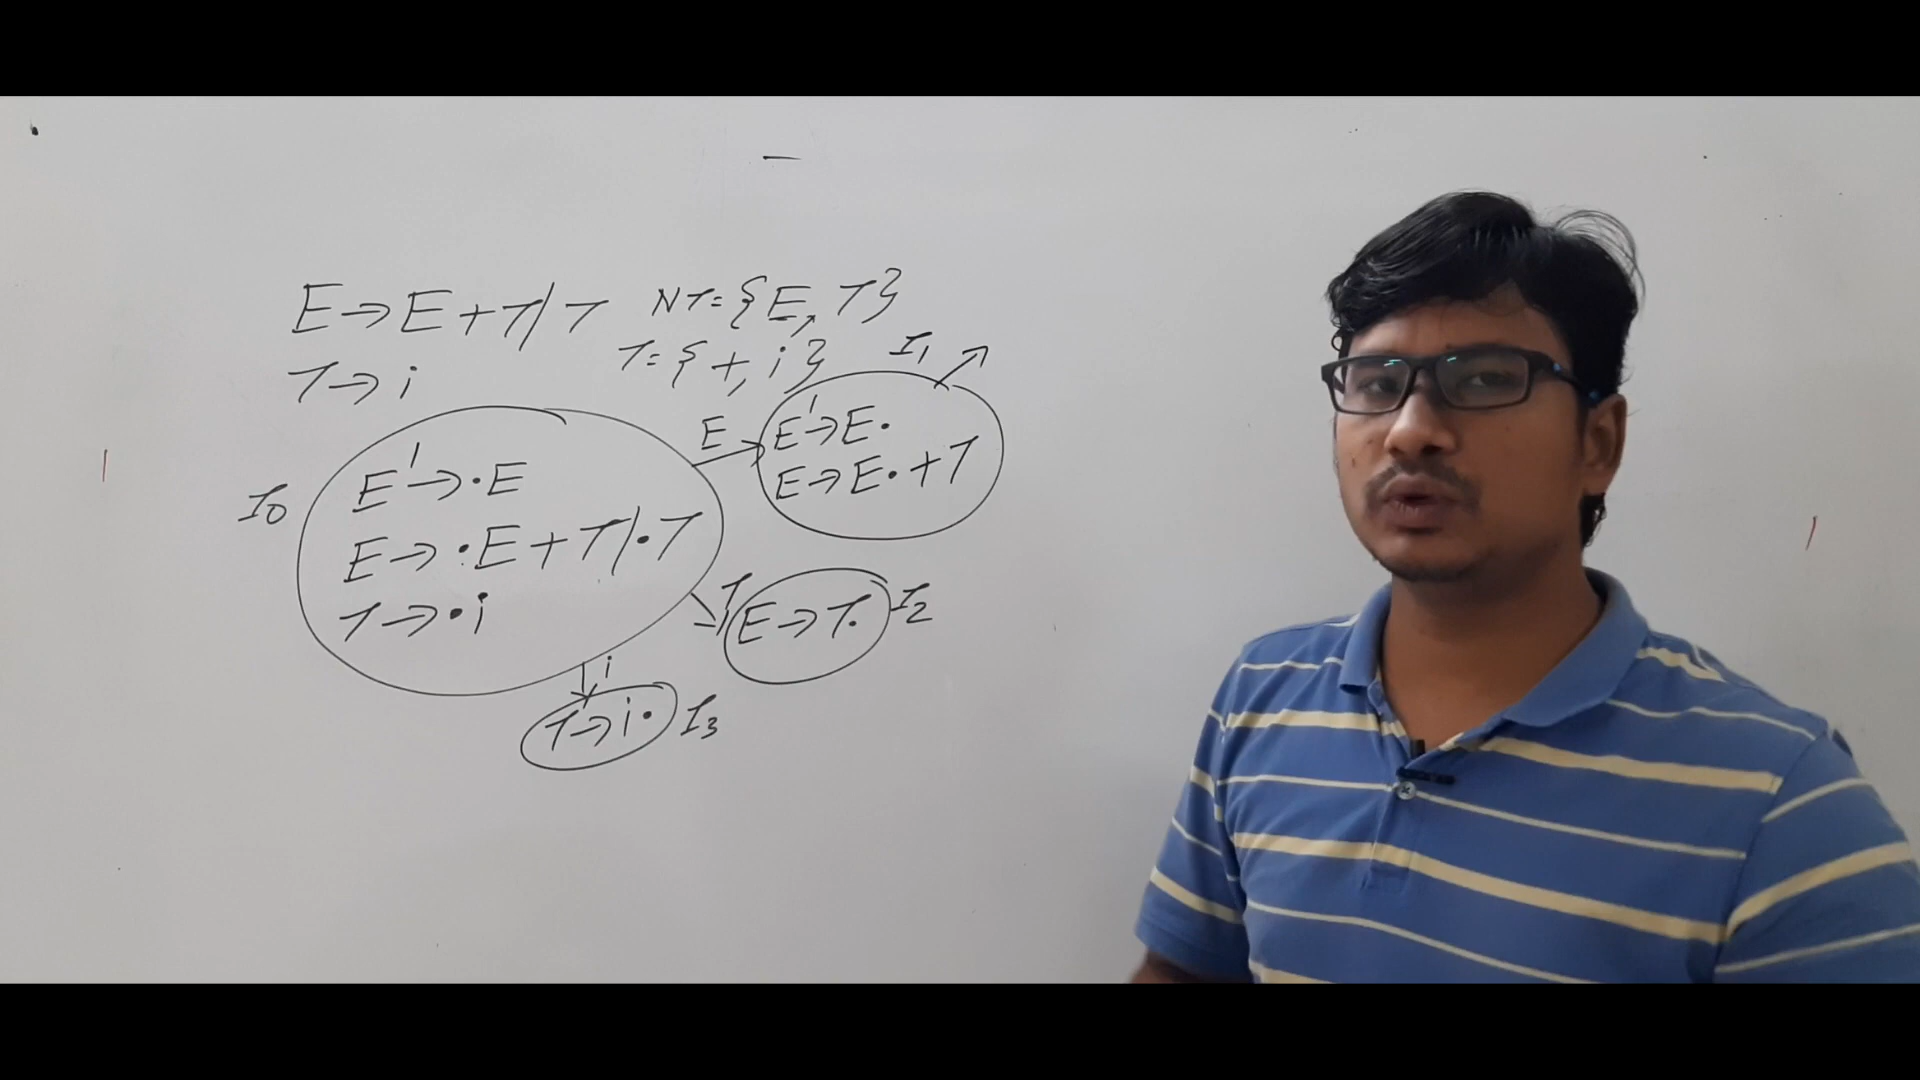 E → E + T / T
T → i
NT = {E, T}
T = {+, i}
I0
E' → .E
E → .E + T / .T
T → .i
E
I1
E' → E.
E → E. + T
T
E → T.
I2
i
T → i.
I3